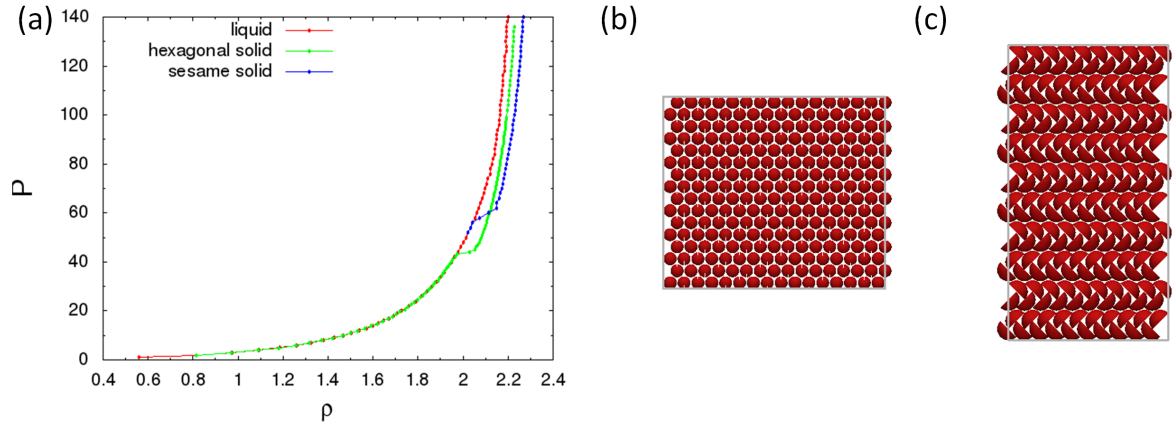 (a)
(b)
(c)
liquid
hexagonal solid
sesame solid
140
120
100
80
60
40
20
0
P
0.4 0.6 0.8 1 1.2 1.4 1.6 1.8 2 2.2 2.4
ρ